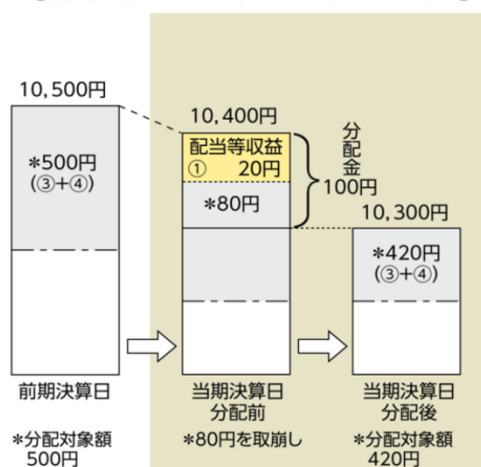 10,500円
*500円
(③+④)
前期決算日
*分配対象額
500円
10,400円
配当等収益
① 20円
*80円
分配金
100円
当期決算日
分配前
*80円を取崩し
10,300円
*420円
(③+④)
当期決算日
分配後
*分配対象額
420円